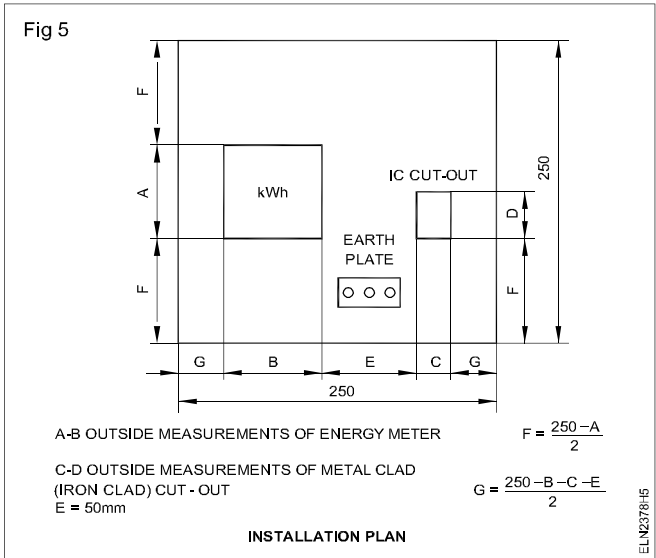 Fig 5
F
A
kWh
IC CUT-OUT
D
250
EARTH
PLATE
F
F
G B E C G
250
A-B OUTSIDE MEASUREMENTS OF ENERGY METER
F = 250 - A / 2
C-D OUTSIDE MEASUREMENTS OF METAL CLAD
(IRON CLAD) CUT - OUT
G = 250 - B - C - E / 2
E = 50mm
INSTALLATION PLAN
ELN2378H5